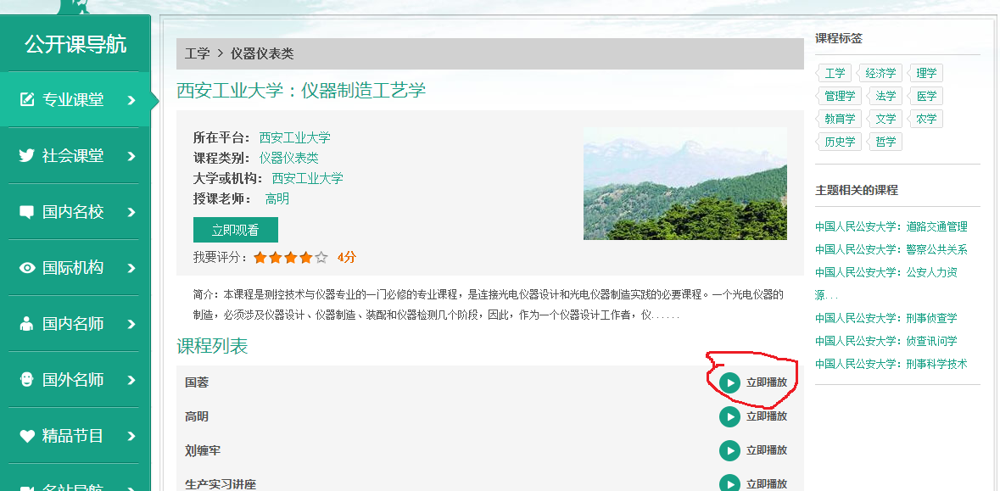 公开课导航
专业课堂
社会课堂
国内名校
国际机构
国内名师
国外名师
精品节目
名站导航
工学 > 仪器仪表类
西安工业大学：仪器制造工艺学
所在平台： 西安工业大学
课程类别： 仪器仪表类
大学或机构： 西安工业大学
授课老师： 高明
立即观看
我要评分： 4分
简介：本课程是测控技术与仪器专业的一门必修的专业课程，是连接光电仪器设计和光电仪器制造实践的必要课程。一个光电仪器的
制造，必须涉及仪器设计、仪器制造、装配和仪器检测几个阶段，因此，作为一个仪器设计工作者，仪......
课程列表
国蓉 立即播放
高明 立即播放
刘缠牢 立即播放
生产实习讲座 立即播放
课程标签
工学 经济学 理学
管理学 法学 医学
教育学 文学 农学
历史学 哲学
主题相关的课程
中国人民公安大学：道路交通管理
中国人民公安大学：警察公共关系
中国人民公安大学：公安人力资
源...
中国人民公安大学：刑事侦查学
中国人民公安大学：侦查讯问学
中国人民公安大学：刑事科学技术